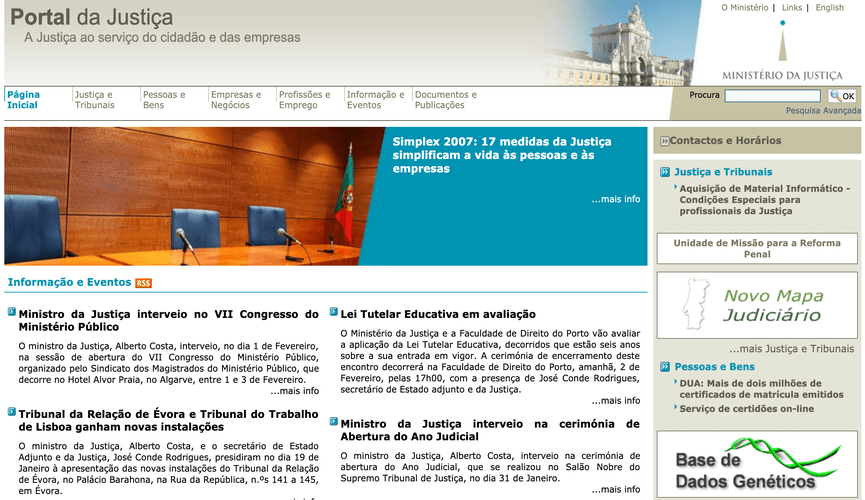 Portal da Justiça
A Justiça ao serviço do cidadão e das empresas
O Ministério | Links | English
MINISTÉRIO DA JUSTIÇA
Página
Inicial
Justiça e
Tribunais
Pessoas e
Bens
Empresas e
Negócios
Profissões e
Emprego
Informação e
Eventos
Documentos e
Publicações
Procura
OK
Pesquisa Avançada
Simplex 2007: 17 medidas da Justiça
simplificam a vida às pessoas e às
empresas
...mais info
Informação e Eventos RSS
Ministro da Justiça interveio no VII Congresso do
Ministério Público
O ministro da Justiça, Alberto Costa, interveio, no dia 1 de Fevereiro,
na sessão de abertura do VII Congresso do Ministério Público,
organizado pelo Sindicato dos Magistrados do Ministério Público, que
decorre no Hotel Alvor Praia, no Algarve, entre 1 e 3 de Fevereiro.
...mais info
Tribunal da Relação de Évora e Tribunal do Trabalho
de Lisboa ganham novas instalações
O ministro da Justiça, Alberto Costa, e o secretário de Estado
Adjunto e da Justiça, José Conde Rodrigues, presidiram no dia 19 de
Janeiro à apresentação das novas instalações do Tribunal da Relação
de Évora, no Palácio Barahona, na Rua da República, n.ºs 141 a 145,
em Évora.
Lei Tutelar Educativa em avaliação
O Ministério da Justiça e a Faculdade de Direito do Porto vão avaliar
a aplicação da Lei Tutelar Educativa, decorridos que estão seis anos
sobre a sua entrada em vigor. A cerimónia de encerramento deste
encontro decorrerá na Faculdade de Direito do Porto, amanhã, 2 de
Fevereiro, pelas 17h00, com a presença de José Conde Rodrigues,
secretário de Estado adjunto e da Justiça.
...mais info
Ministro da Justiça interveio na cerimónia de
Abertura do Ano Judicial
O ministro da Justiça, Alberto Costa, interveio na cerimónia de
abertura do Ano Judicial, que se realizou no Salão Nobre do
Supremo Tribunal de Justiça, no dia 31 de Janeiro.
...mais info
Contactos e Horários
Justiça e Tribunais
Aquisição de Material Informático -
Condições Especiais para
profissionais da Justiça
Unidade de Missão para a Reforma
Penal
Novo Mapa
Judiciário
...mais Justiça e Tribunais
Pessoas e Bens
DUA: Mais de dois milhões de
certificados de matrícula emitidos
Serviço de certidões on-line
Base de
Dados Genéticos